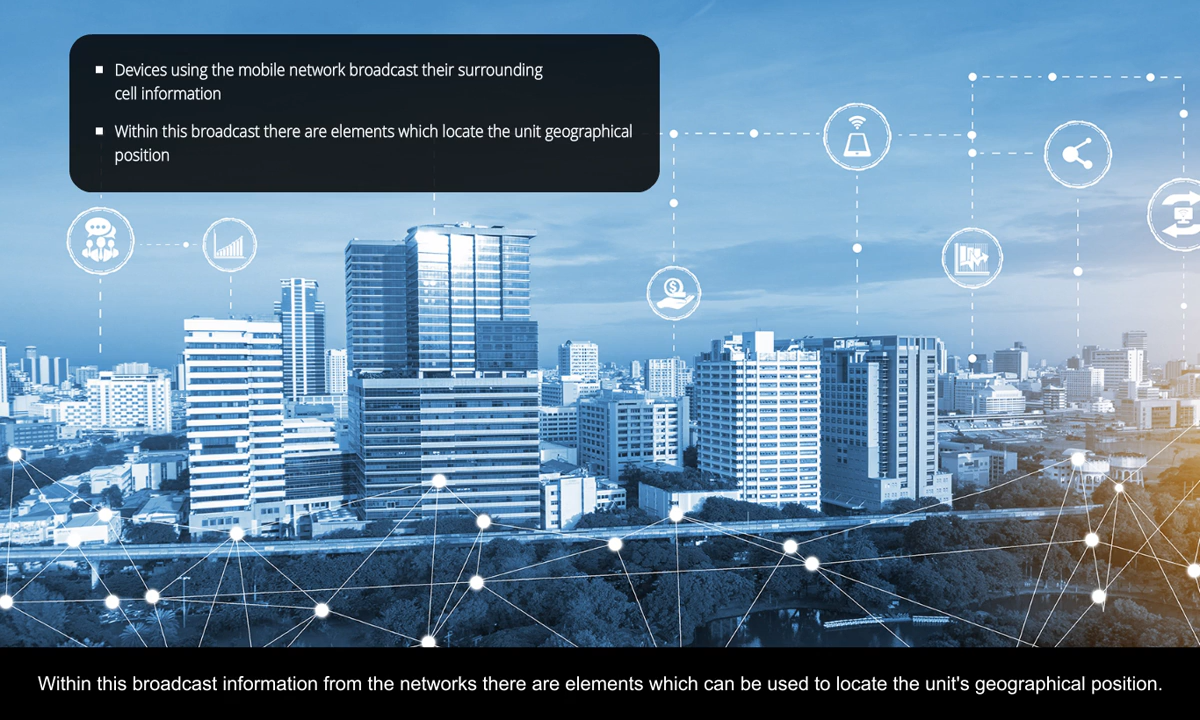 Devices using the mobile network broadcast their surrounding
cell information
Within this broadcast there are elements which locate the unit geographical
position
Within this broadcast information from the networks there are elements which can be used to locate the unit's geographical position.